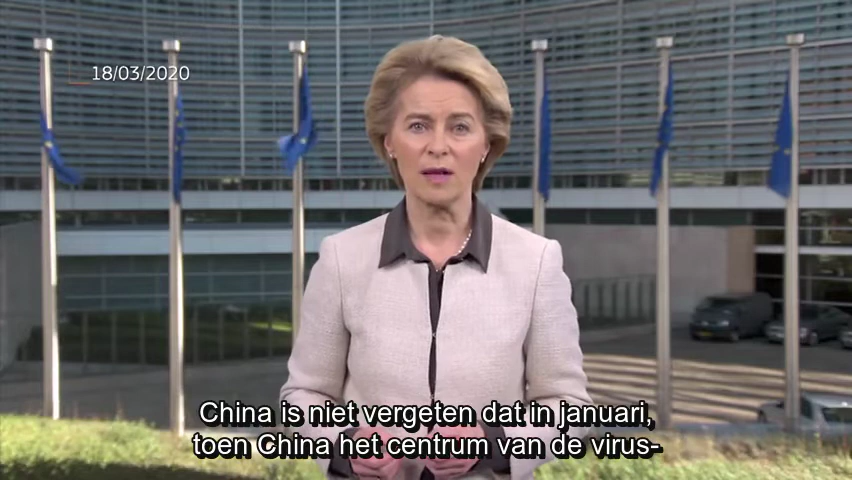 18/03/2020
China is niet vergeten dat in januari,
toen China het centrum van de virus-